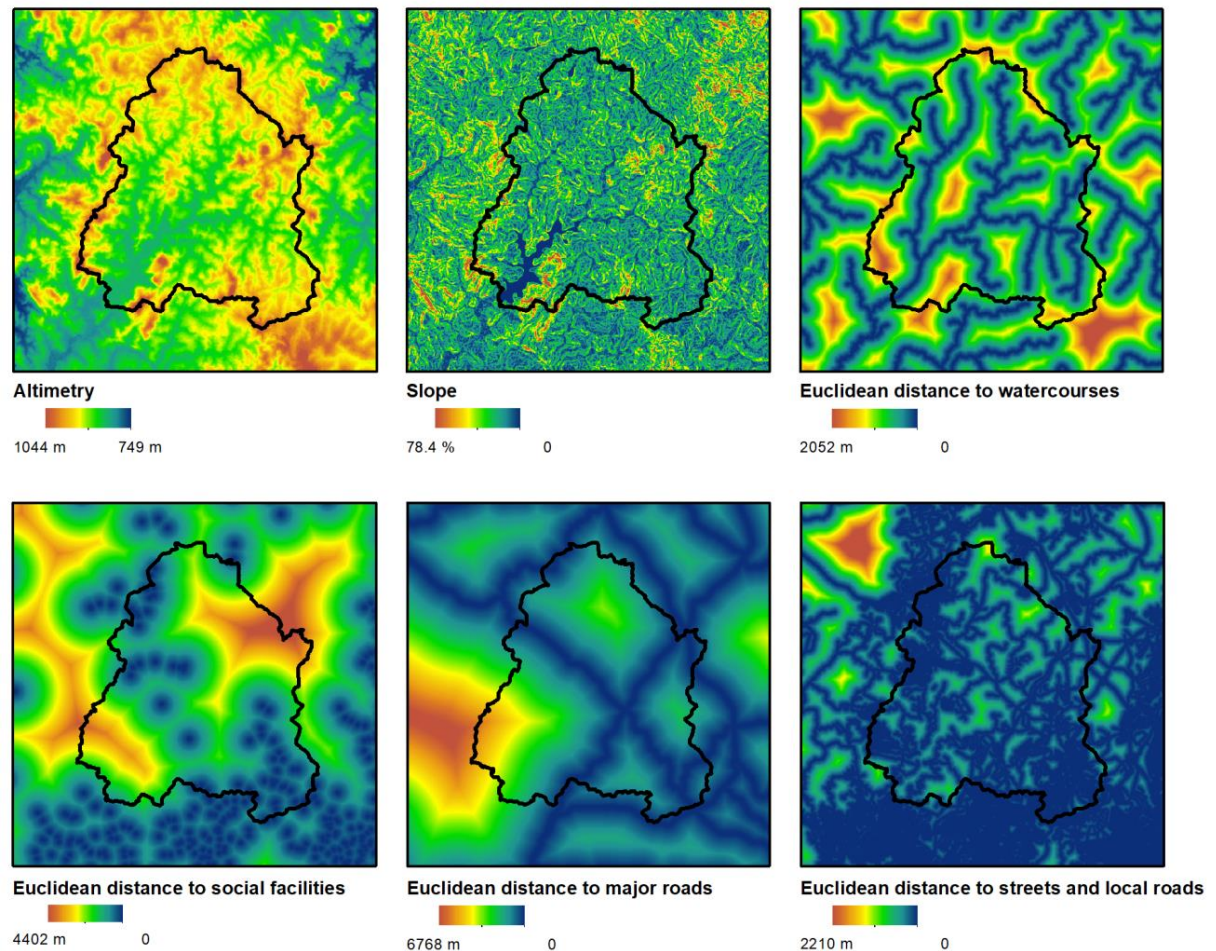 Altimetry
1044 m 749 m
Slope
78.4 % 0
Euclidean distance to watercourses
2052 m 0
Euclidean distance to social facilities
4402 m 0
Euclidean distance to major roads
6768 m 0
Euclidean distance to streets and local roads
2210 m 0